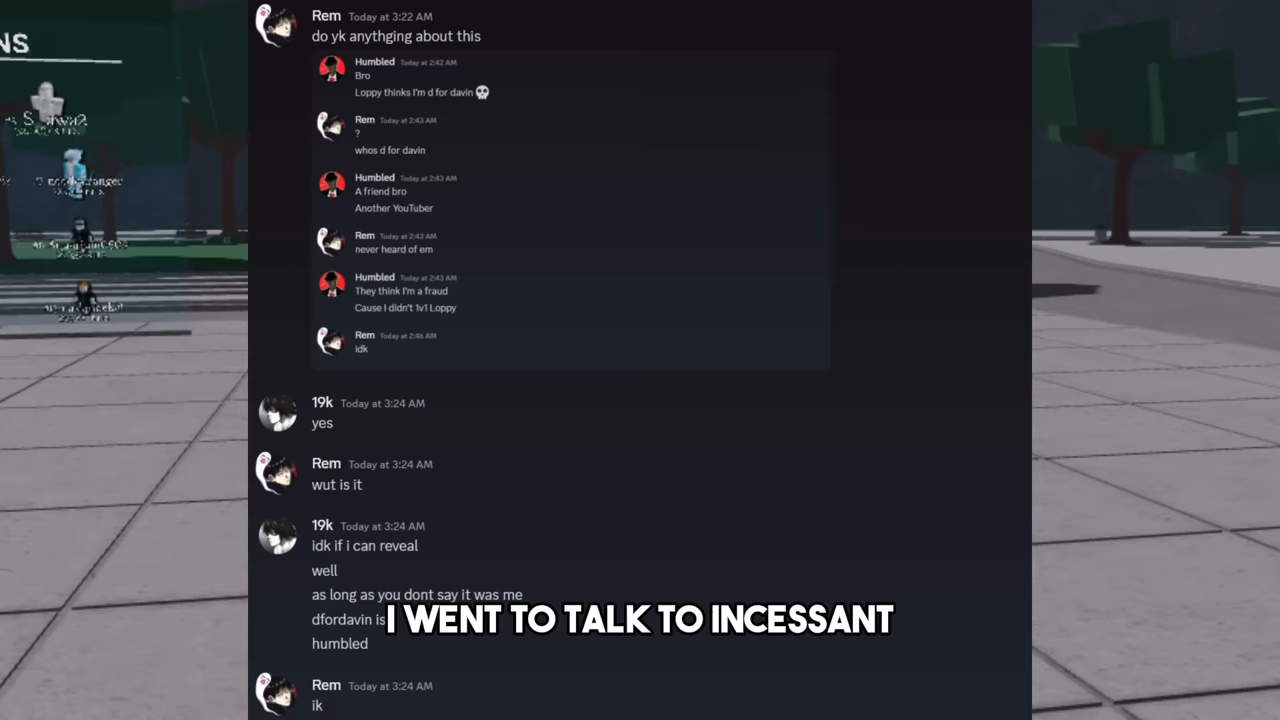 NS
Rem Today at 3:22 AM
do yk anythging about this
Humbled Today at 2:42 AM
Bro
Loppy thinks I'm d for davin 💀
Rem Today at 2:43 AM
?
whos d for davin
Humbled Today at 2:43 AM
A friend bro
Another YouTuber
Rem Today at 2:43 AM
never heard of em
Humbled Today at 2:43 AM
They think I'm a fraud
Cause I didn't 1v1 Loppy
Rem Today at 2:46 AM
idk
19k Today at 3:24 AM
yes
Rem Today at 3:24 AM
wut is it
19k Today at 3:24 AM
idk if i can reveal
well
as long as you dont say it was me
dfordavin is
I WENT TO TALK TO INCESSANT
humbled
Rem Today at 3:24 AM
ik